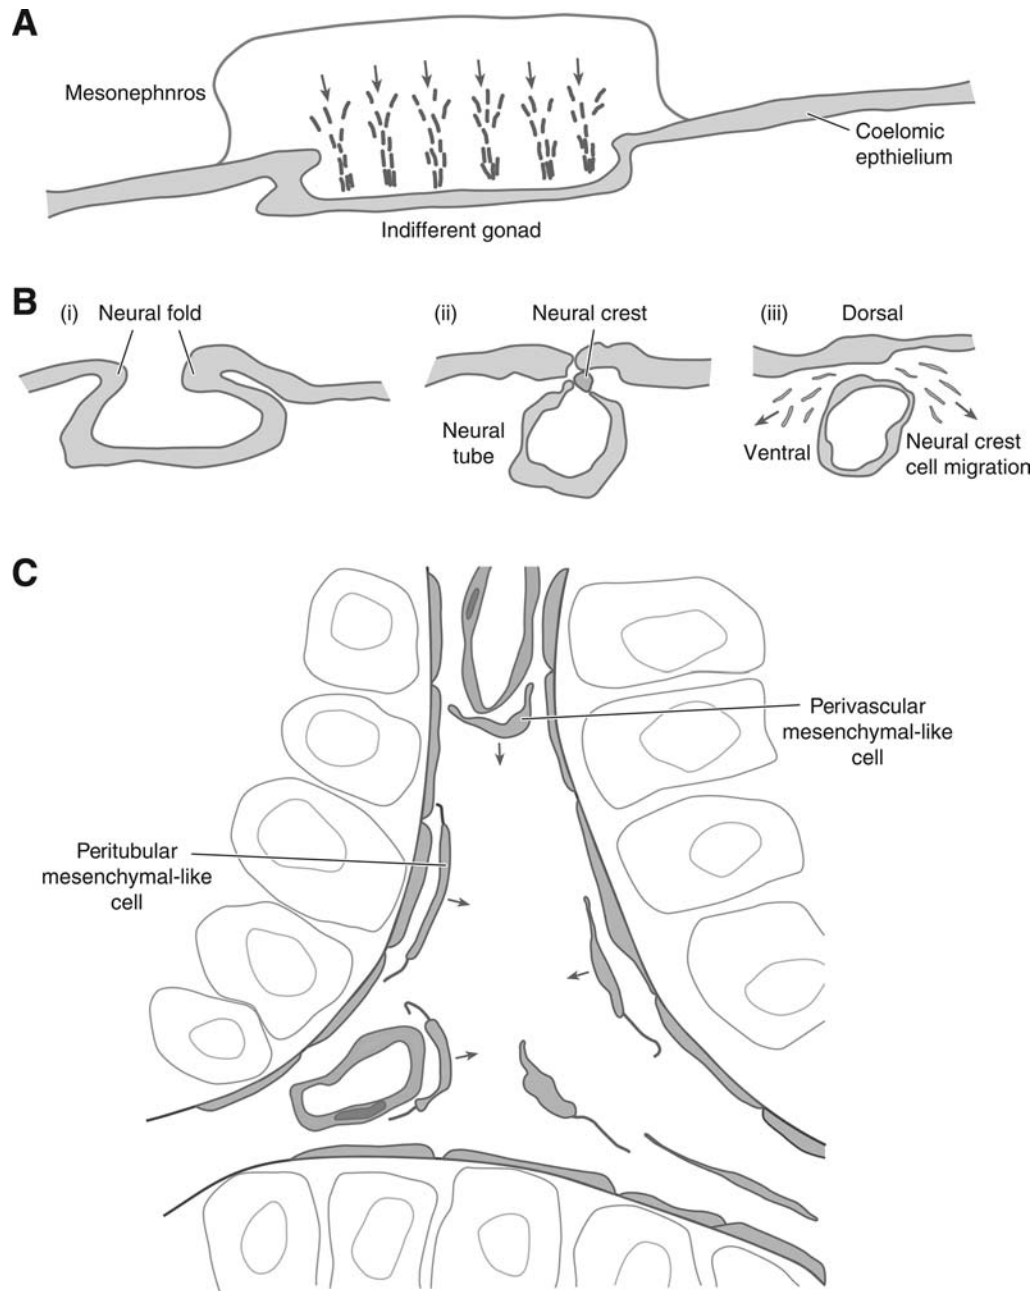 A
Mesonephnros
Coelomic
epthielium
Indifferent gonad
B
(i) Neural fold
(ii) Neural crest
(iii) Dorsal
Neural
tube
Ventral
Neural crest
cell migration
C
Perivascular
mesenchymal-like
cell
Peritubular
mesenchymal-like
cell